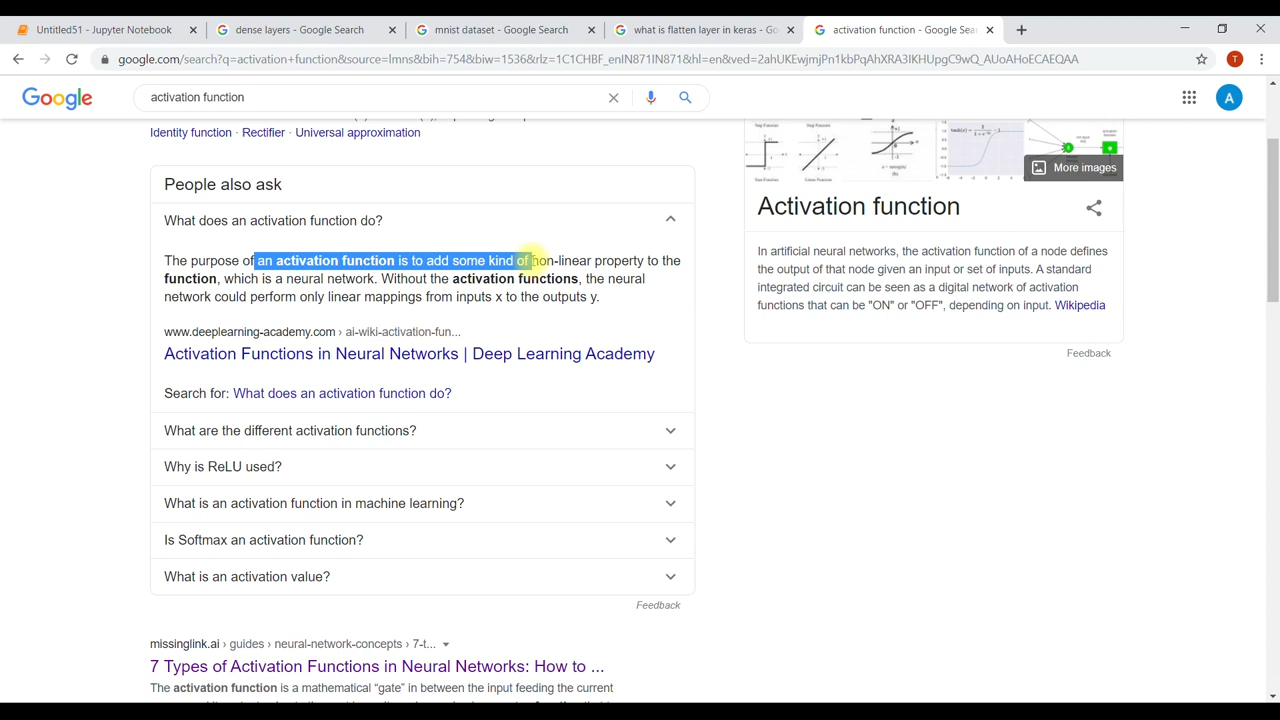 Untitled51 - Jupyter Notebook
dense layers - Google Search
mnist dataset - Google Search
what is flatten layer in keras - Go
activation function - Google Sea
google.com/search?q=activation+function&source=lmns&bih=754&biw=1536
T
Google
activation function
A
Identity function · Rectifier · Universal approximation
More images
People also ask
Activation function
What does an activation function do?
The purpose of an activation function is to add some kind of non-linear property to the
function, which is a neural network. Without the activation functions, the neural
network could perform only linear mappings from inputs x to the outputs y.
In artificial neural networks, the activation function of a node defines
the output of that node given an input or set of inputs. A standard
integrated circuit can be seen as a digital network of activation
functions that can be "ON" or "OFF", depending on input. Wikipedia
www.deeplearning-academy.com › ai-wiki-activation-fun...
Activation Functions in Neural Networks | Deep Learning Academy
Feedback
Search for: What does an activation function do?
What are the different activation functions?
Why is ReLU used?
What is an activation function in machine learning?
Is Softmax an activation function?
What is an activation value?
Feedback
missinglink.ai › guides › neural-network-concepts › 7-t...
7 Types of Activation Functions in Neural Networks: How to ...
The activation function is a mathematical "gate" in between the input feeding the current